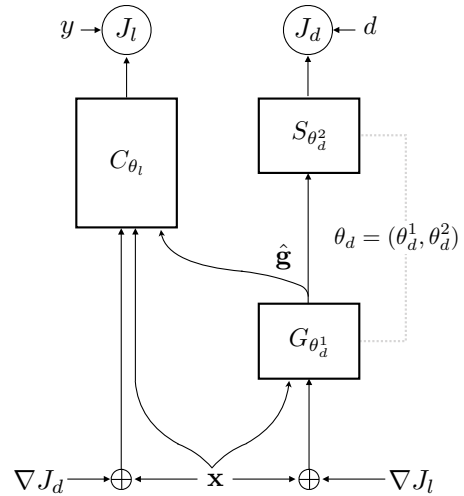 y J_l J_d d
C_{θ_l} S_{θ_d^2}
ĝ θ_d = (θ_d^1, θ_d^2)
G_{θ_d^1}
∇J_d ⊕ x ⊕ ∇J_l